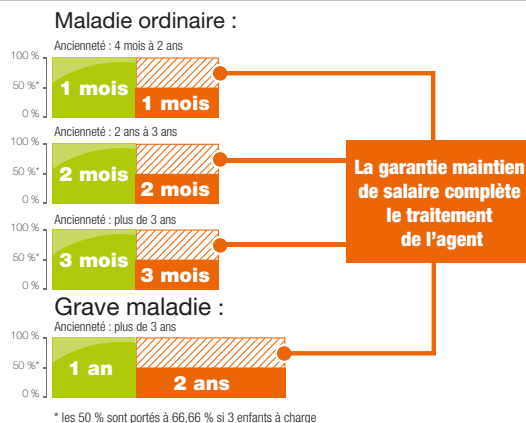 Maladie ordinaire :
Ancienneté : 4 mois à 2 ans
100 %
50 %*
0 %
1 mois
1 mois
Ancienneté : 2 ans à 3 ans
100 %
50 %*
0 %
2 mois
2 mois
Ancienneté : plus de 3 ans
100 %
50 %*
0 %
3 mois
3 mois
La garantie maintien
de salaire complète
le traitement
de l'agent
Grave maladie :
Ancienneté : plus de 3 ans
100 %
50 %*
0 %
1 an
2 ans
* les 50 % sont portés à 66,66 % si 3 enfants à charge